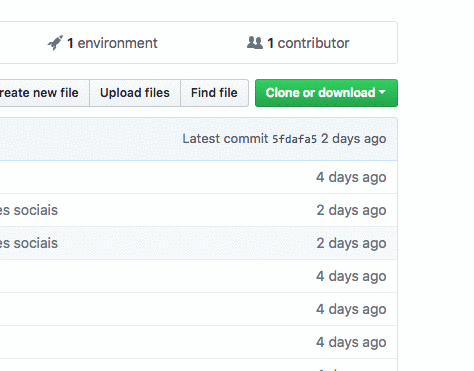 1 environment
1 contributor
reate new file
Upload files
Find file
Clone or download
Latest commit 5fdafa5 2 days ago
4 days ago
es sociais
2 days ago
es sociais
2 days ago
4 days ago
4 days ago
4 days ago